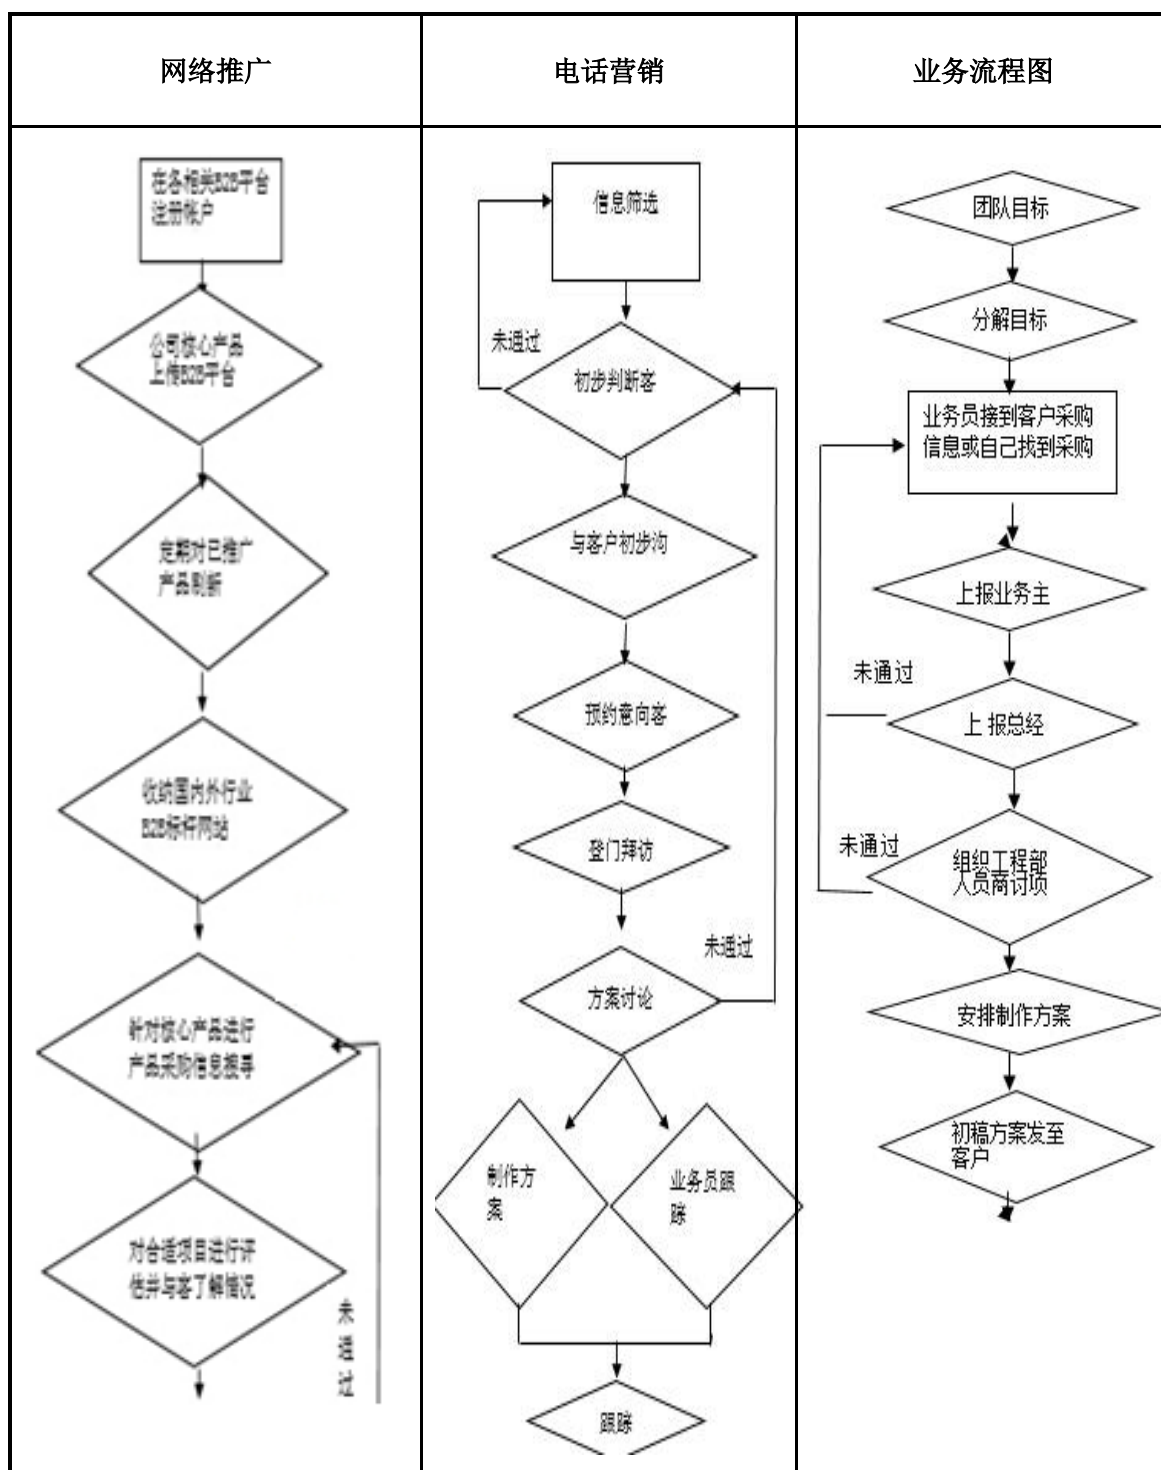 网络推广
电话营销
业务流程图
在各相关B2B平台
注册帐户
公司核心产品
上传B2B平台
定期对已推广
产品刷新
收纳国内外行业
B2B标杆网站
针对核心产品进行
产品采购信息搜寻
对合适项目进行评
估并与客了解情况
未
通
过
信息筛选
未通过
初步判断客
与客户初步沟
预约意向客
登门拜访
未通过
方案讨论
制作方
案
业务员跟
踪
跟踪
团队目标
分解目标
业务员接到客户采购
信息或自己找到采购
上报业务主
未通过
上 报总经
未通过
组织工程部
人员商讨项
安排制作方案
初稿方案发至
客户